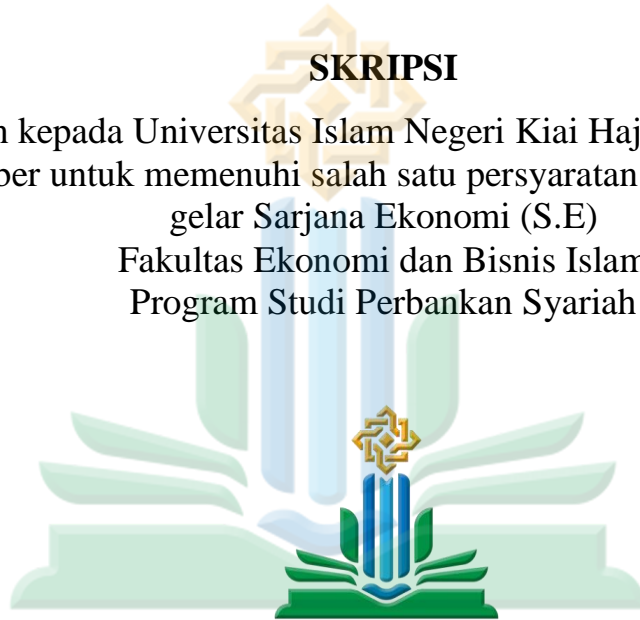 SKRIPSI
n kepada Universitas Islam Negeri Kiai Haj
ber untuk memenuhi salah satu persyaratan
gelar Sarjana Ekonomi (S.E)
Fakultas Ekonomi dan Bisnis Islam
Program Studi Perbankan Syariah